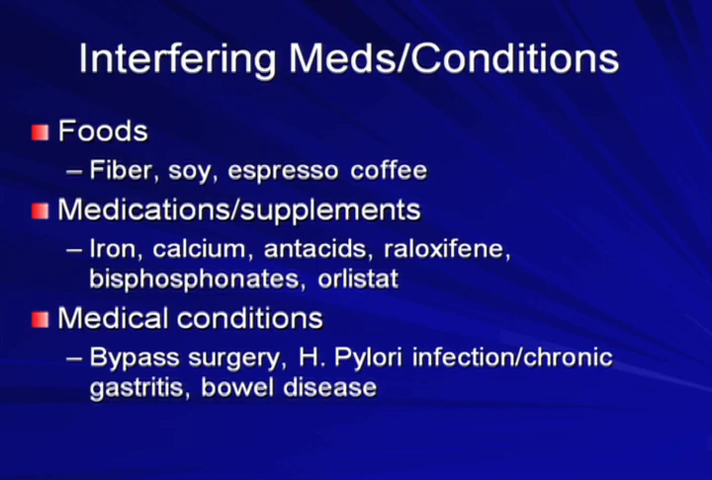 Interfering Meds/Conditions
Foods
– Fiber, soy, espresso coffee
Medications/supplements
– Iron, calcium, antacids, raloxifene,
bisphosphonates, orlistat
Medical conditions
– Bypass surgery, H. Pylori infection/chronic
gastritis, bowel disease